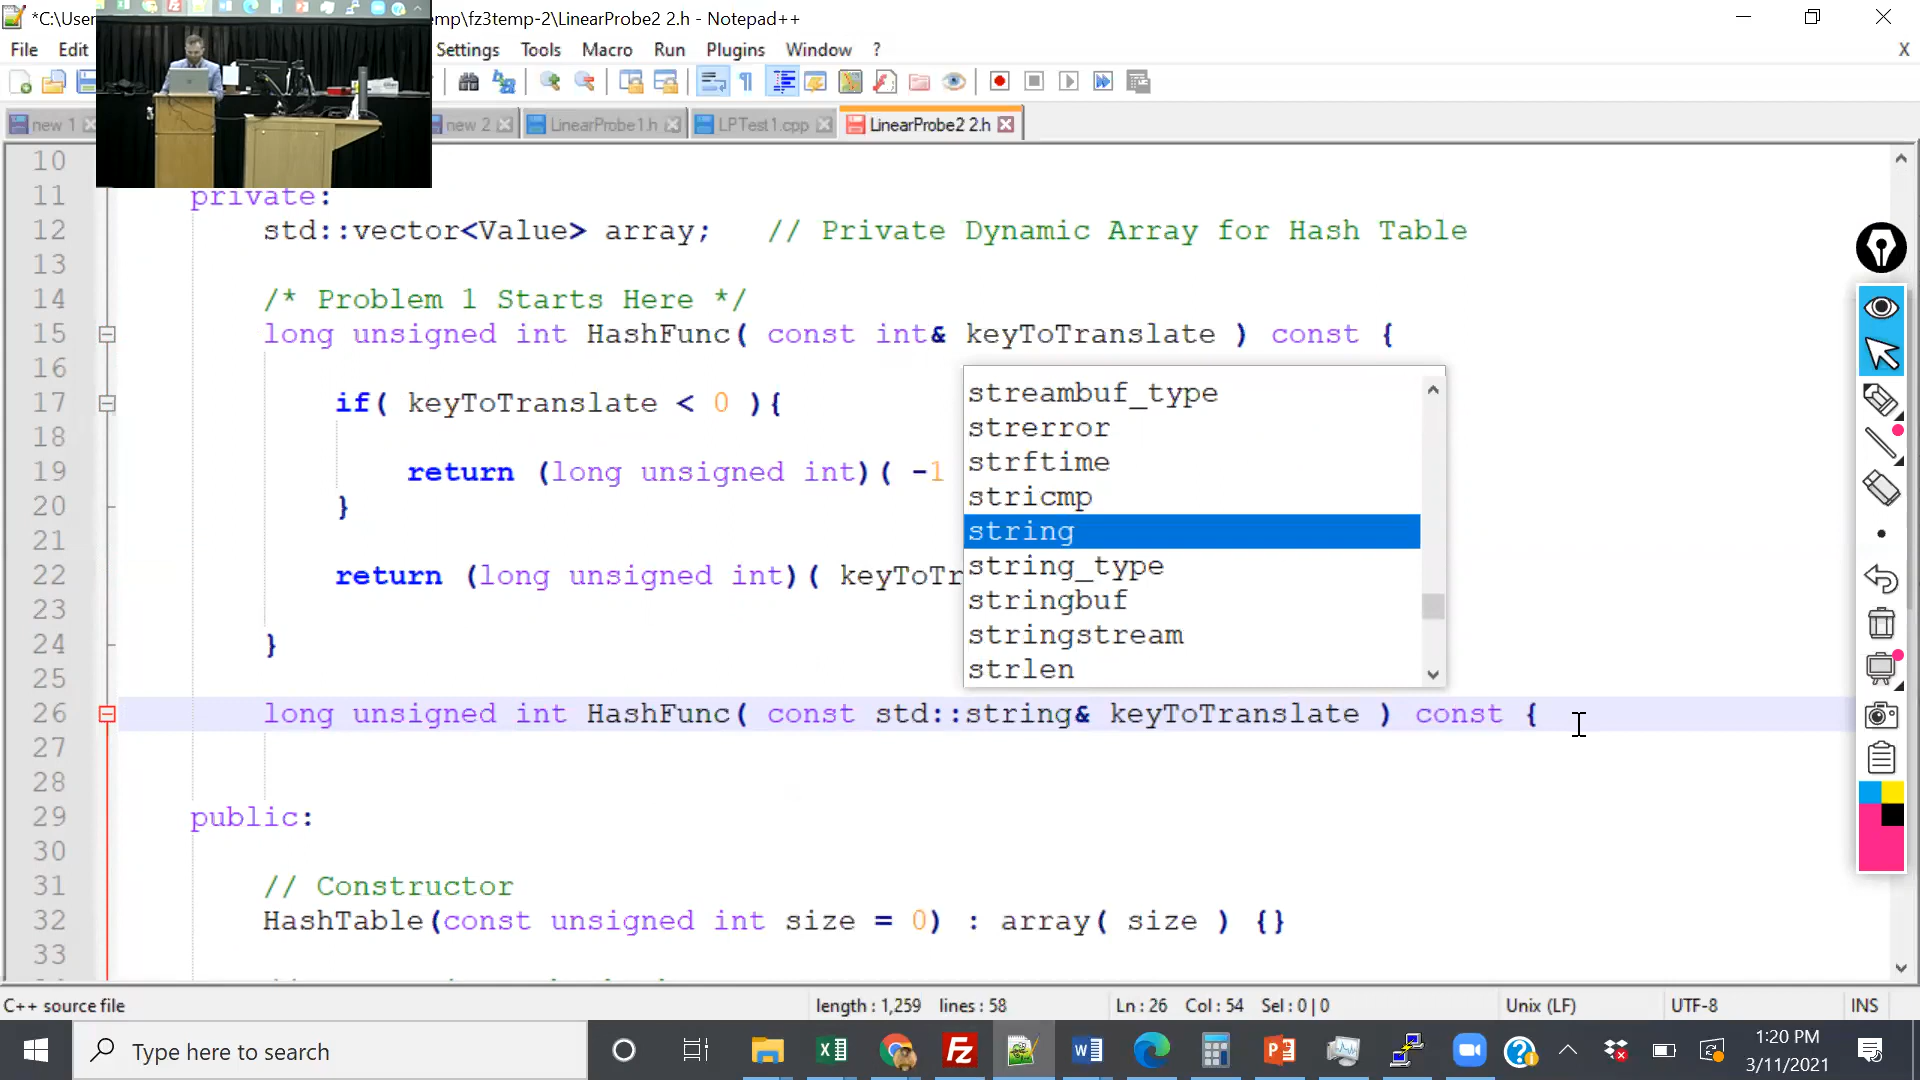 *C:\User
emp\fz3temp-2\LinearProbe2 2.h - Notepad++
File Edit Settings Tools Macro Run Plugins Window ? X
new 1 new 2 LinearProbe1.h LPTest1.cpp LinearProbe2 2.h
10
11 private:
12 std::vector<Value> array; // Private Dynamic Array for Hash Table
13
14 /* Problem 1 Starts Here */
15 long unsigned int HashFunc( const int& keyToTranslate ) const {
16
17 if( keyToTranslate < 0 ){
18
19 return (long unsigned int)( -1
20 }
21
22 return (long unsigned int)( keyToTr
23
24 }
25
26 long unsigned int HashFunc( const std::string& keyToTranslate ) const {
27
28
29 public:
30
31 // Constructor
32 HashTable(const unsigned int size = 0) : array( size ) {}
33
streambuf_type
strerror
strftime
stricmp
string
string_type
stringbuf
stringstream
strlen
C++ source file length : 1,259 lines : 58 Ln : 26 Col : 54 Sel : 0 | 0 Unix (LF) UTF-8 INS
Type here to search
1:20 PM
3/11/2021